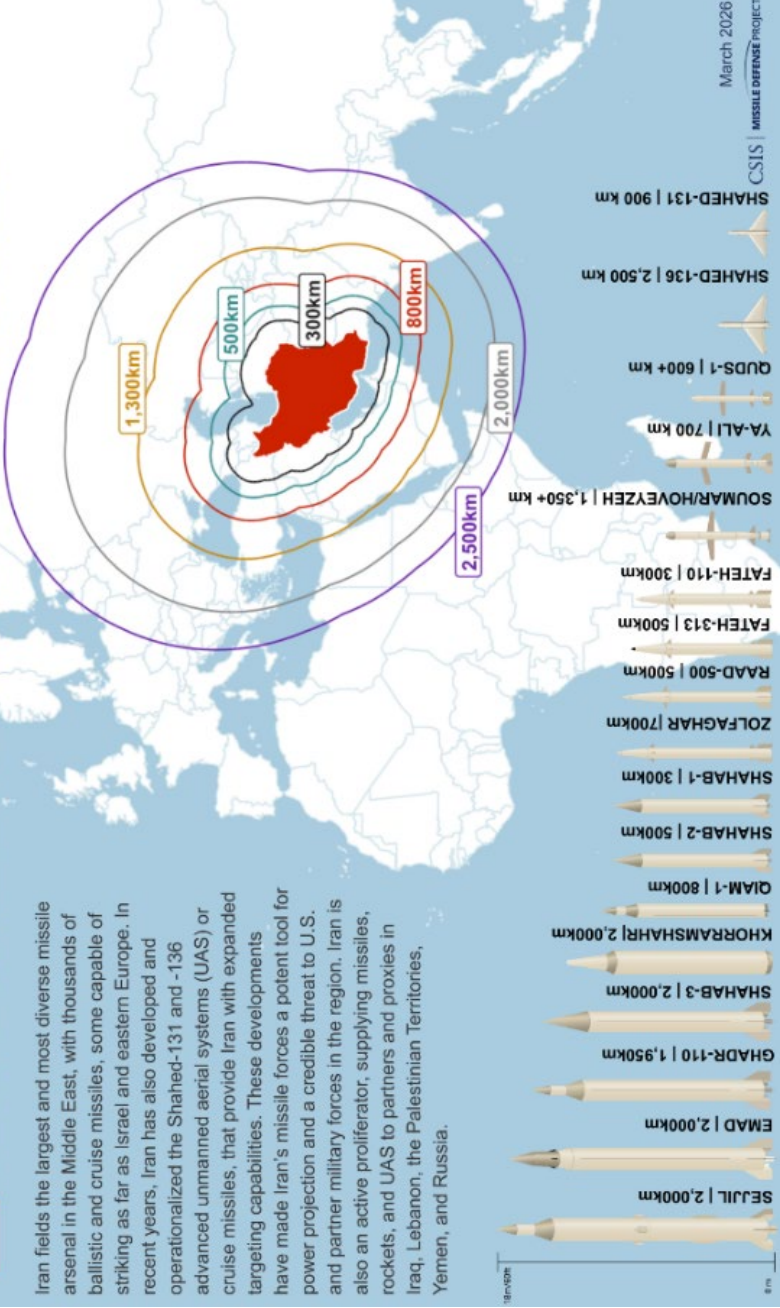 Iran fields the largest and most diverse missile
arsenal in the Middle East, with thousands of
ballistic and cruise missiles, some capable of
striking as far as Israel and eastern Europe. In
recent years, Iran has also developed and
operationalized the Shahed-131 and -136
advanced unmanned aerial systems (UAS) or
cruise missiles, that provide Iran with expanded
targeting capabilities. These developments
have made Iran's missile forces a potent tool for
power projection and a credible threat to U.S.
and partner military forces in the region. Iran is
also an active proliferator, supplying missiles,
rockets, and UAS to partners and proxies in
Iraq, Lebanon, the Palestinian Territories,
Yemen, and Russia.
1,300km
500km
300km
800km
2,000km
2,500km
18m/60ft
0 m
SEJJIL | 2,000km
EMAD | 2,000km
GHADR-110 | 1,950km
SHAHAB-3 | 2,000km
KHORRAMSHAHR| 2,000km
QIAM-1 | 800km
SHAHAB-2 | 500km
SHAHAB-1 | 300km
ZOLFAGHAR |700km
RAAD-500 | 500km
FATEH-313 | 500km
FATEH-110 | 300km
SOUMAR/HOVEYZEH | 1,350+ km
YA-ALI | 700 km
QUDS-1 | 600+ km
SHAHED-136 | 2,500 km
SHAHED-131 | 900 km
March 2026
CSIS | MISSILE DEFENSE PROJECT